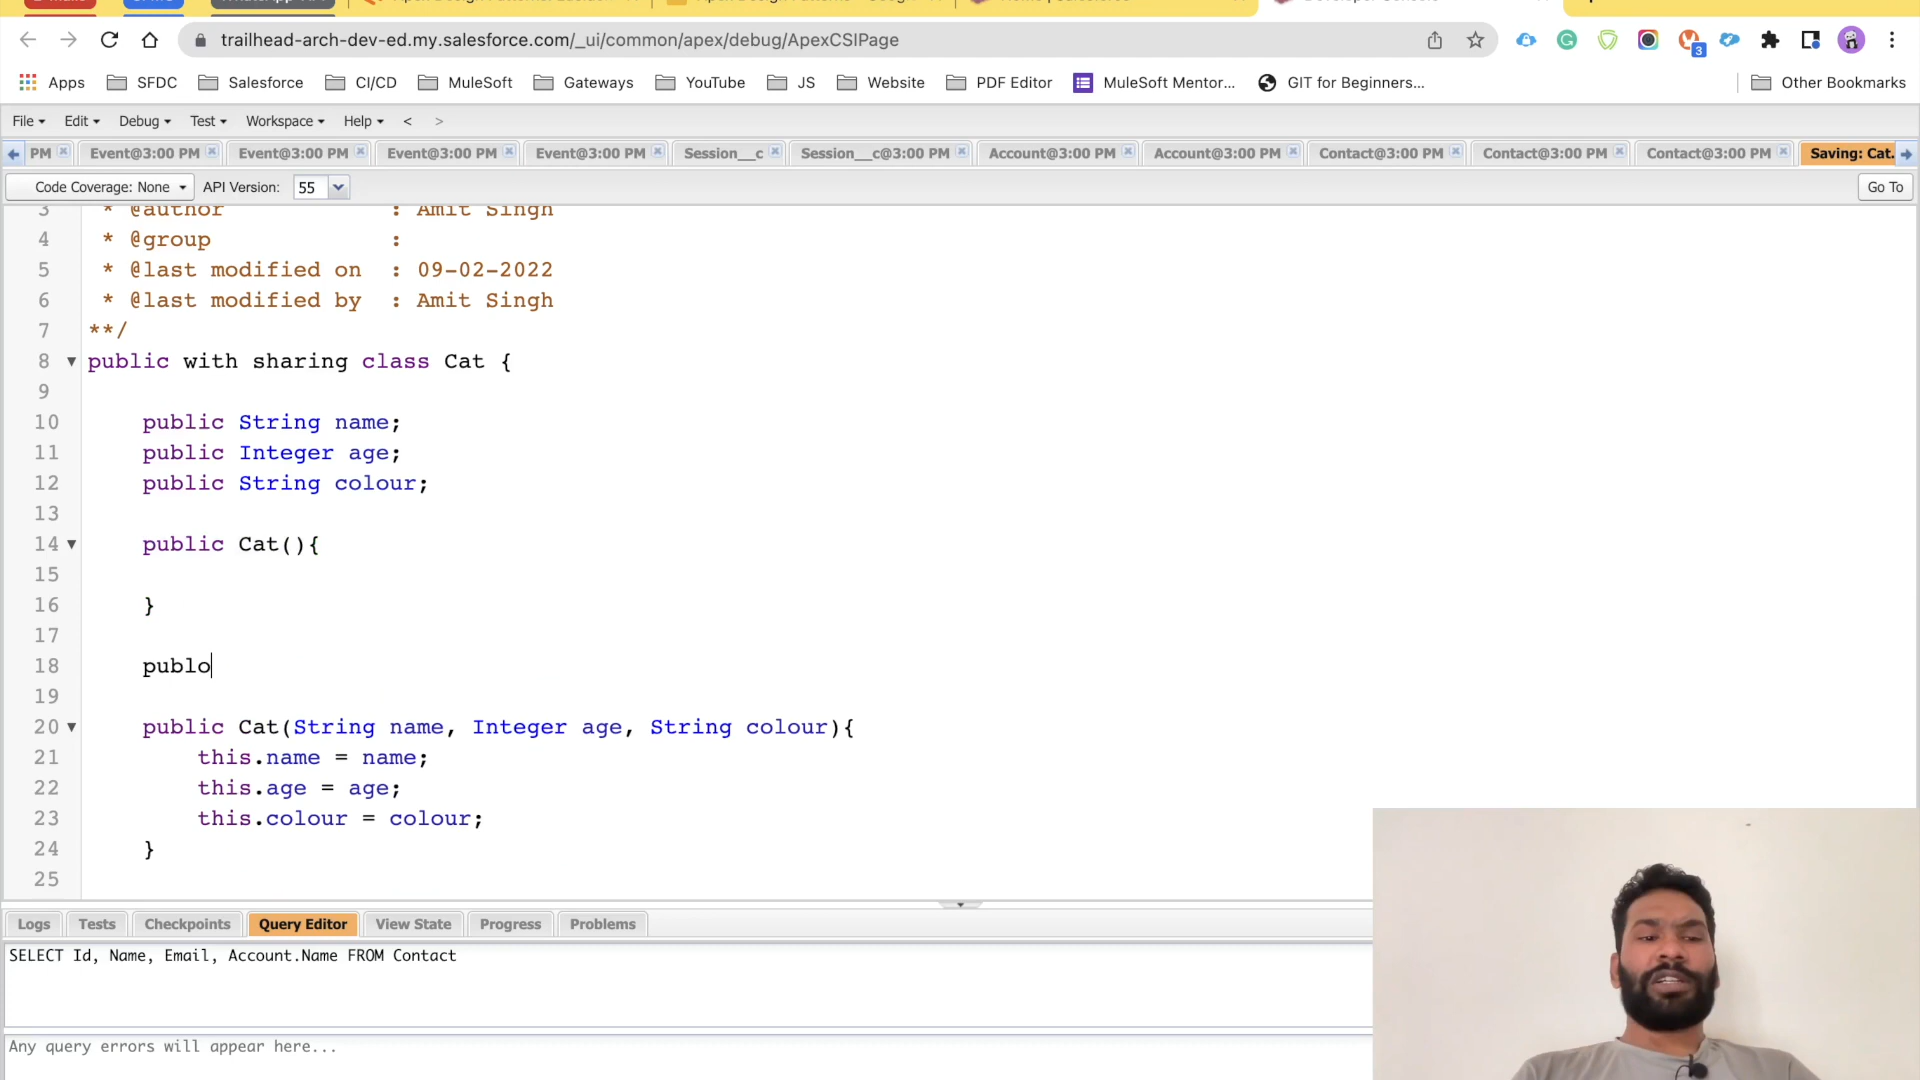 trailhead-arch-dev-ed.my.salesforce.com/_ui/common/apex/debug/ApexCSIPage
3
Apps SFDC Salesforce CI/CD MuleSoft Gateways YouTube JS Website PDF Editor MuleSoft Mentor... GIT for Beginners... Other Bookmarks
File Edit Debug Test Workspace Help < >
PM Event@3:00 PM Event@3:00 PM Event@3:00 PM Event@3:00 PM Session__c Session__c@3:00 PM Account@3:00 PM Account@3:00 PM Contact@3:00 PM Contact@3:00 PM Contact@3:00 PM Saving: Cat.
Code Coverage: None API Version: 55 Go To
3 * @author : Amit Singh
4 * @group :
5 * @last modified on : 09-02-2022
6 * @last modified by : Amit Singh
7 **/
8 public with sharing class Cat {
9
10 public String name;
11 public Integer age;
12 public String colour;
13
14 public Cat(){
15
16 }
17
18 publo
19
20 public Cat(String name, Integer age, String colour){
21 this.name = name;
22 this.age = age;
23 this.colour = colour;
24 }
25
Logs Tests Checkpoints Query Editor View State Progress Problems
SELECT Id, Name, Email, Account.Name FROM Contact
Any query errors will appear here...